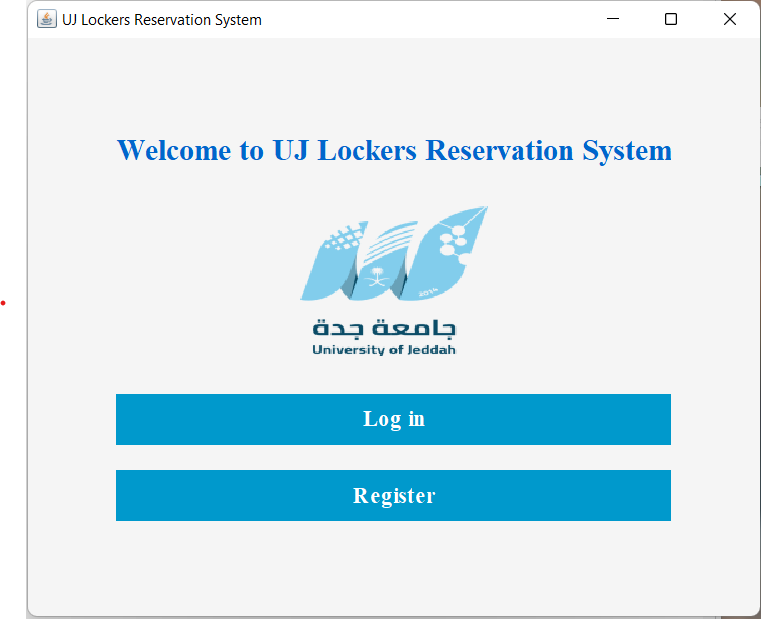 UJ Lockers Reservation System
Welcome to UJ Lockers Reservation System
2014
جامعة جدة
University of Jeddah
Log in
Register